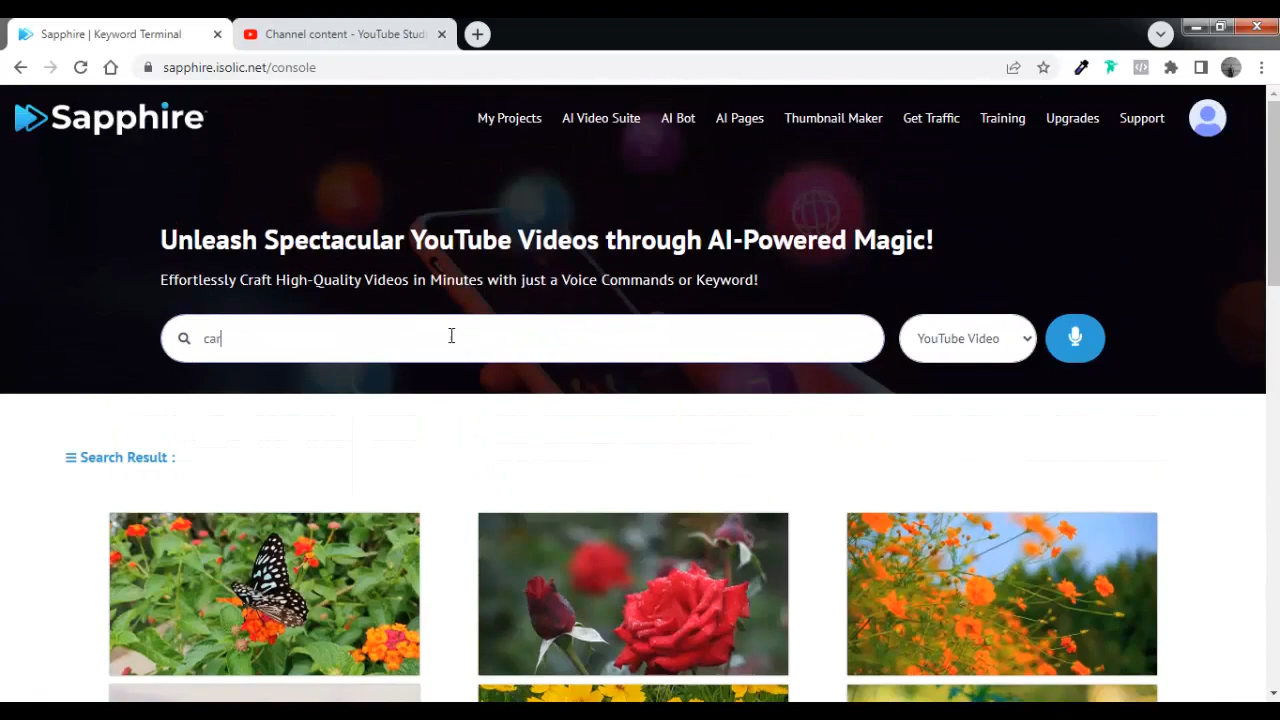 Sapphire | Keyword Terminal
Channel content - YouTube Studi
sapphire.isolic.net/console
Sapphire
My Projects AI Video Suite AI Bot AI Pages Thumbnail Maker Get Traffic Training Upgrades Support
Unleash Spectacular YouTube Videos through AI-Powered Magic!
Effortlessly Craft High-Quality Videos in Minutes with just a Voice Commands or Keyword!
car
YouTube Video
Search Result :